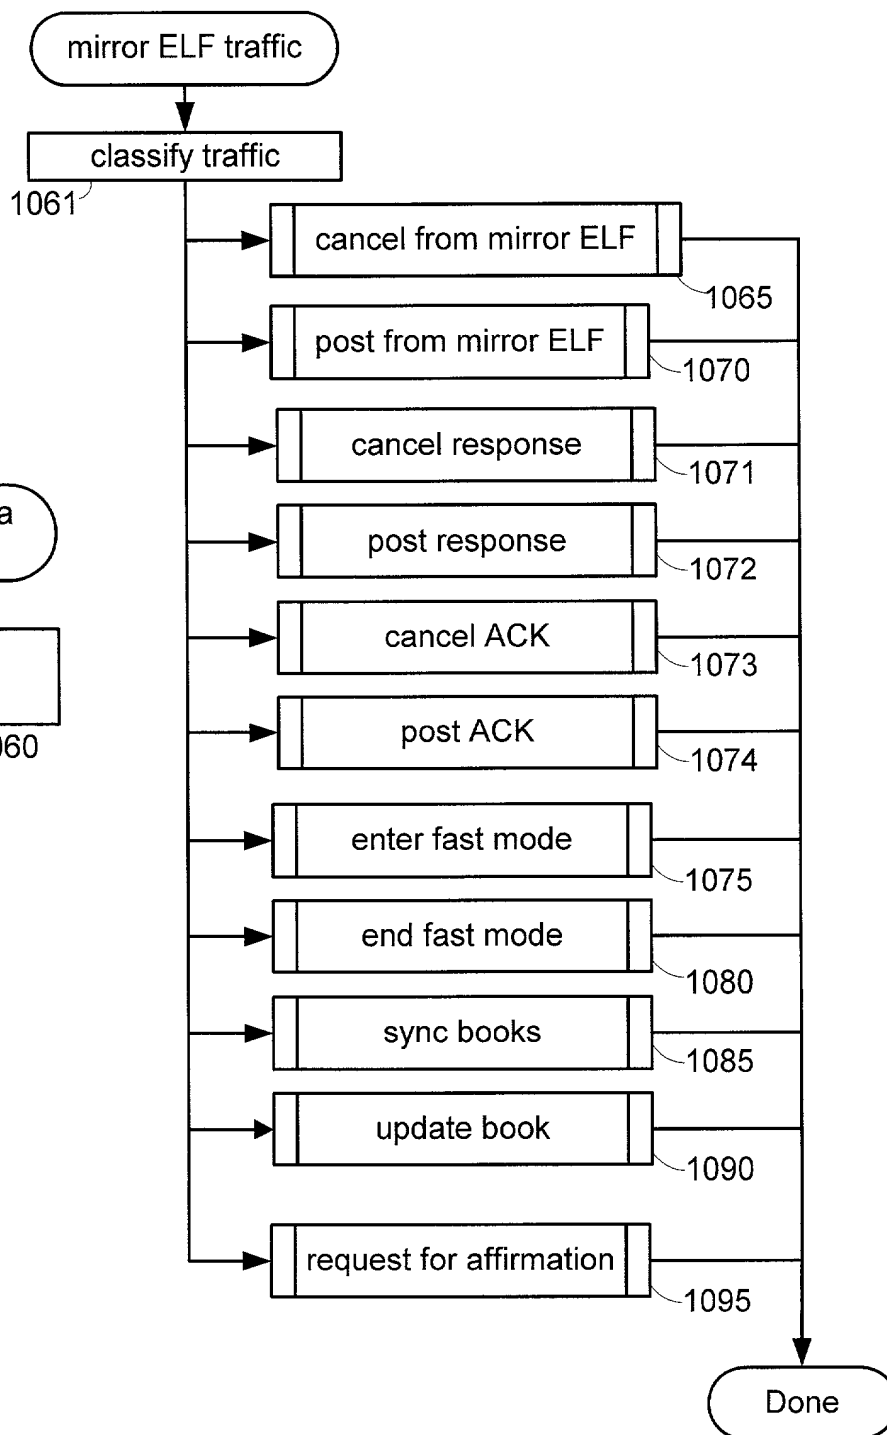 mirror ELF traffic
classify traffic
1061
cancel from mirror ELF
1065
post from mirror ELF
1070
cancel response
1071
a
post response
1072
cancel ACK
1073
post ACK
060
1074
enter fast mode
1075
end fast mode
1080
sync books
1085
update book
1090
request for affirmation
1095
Done